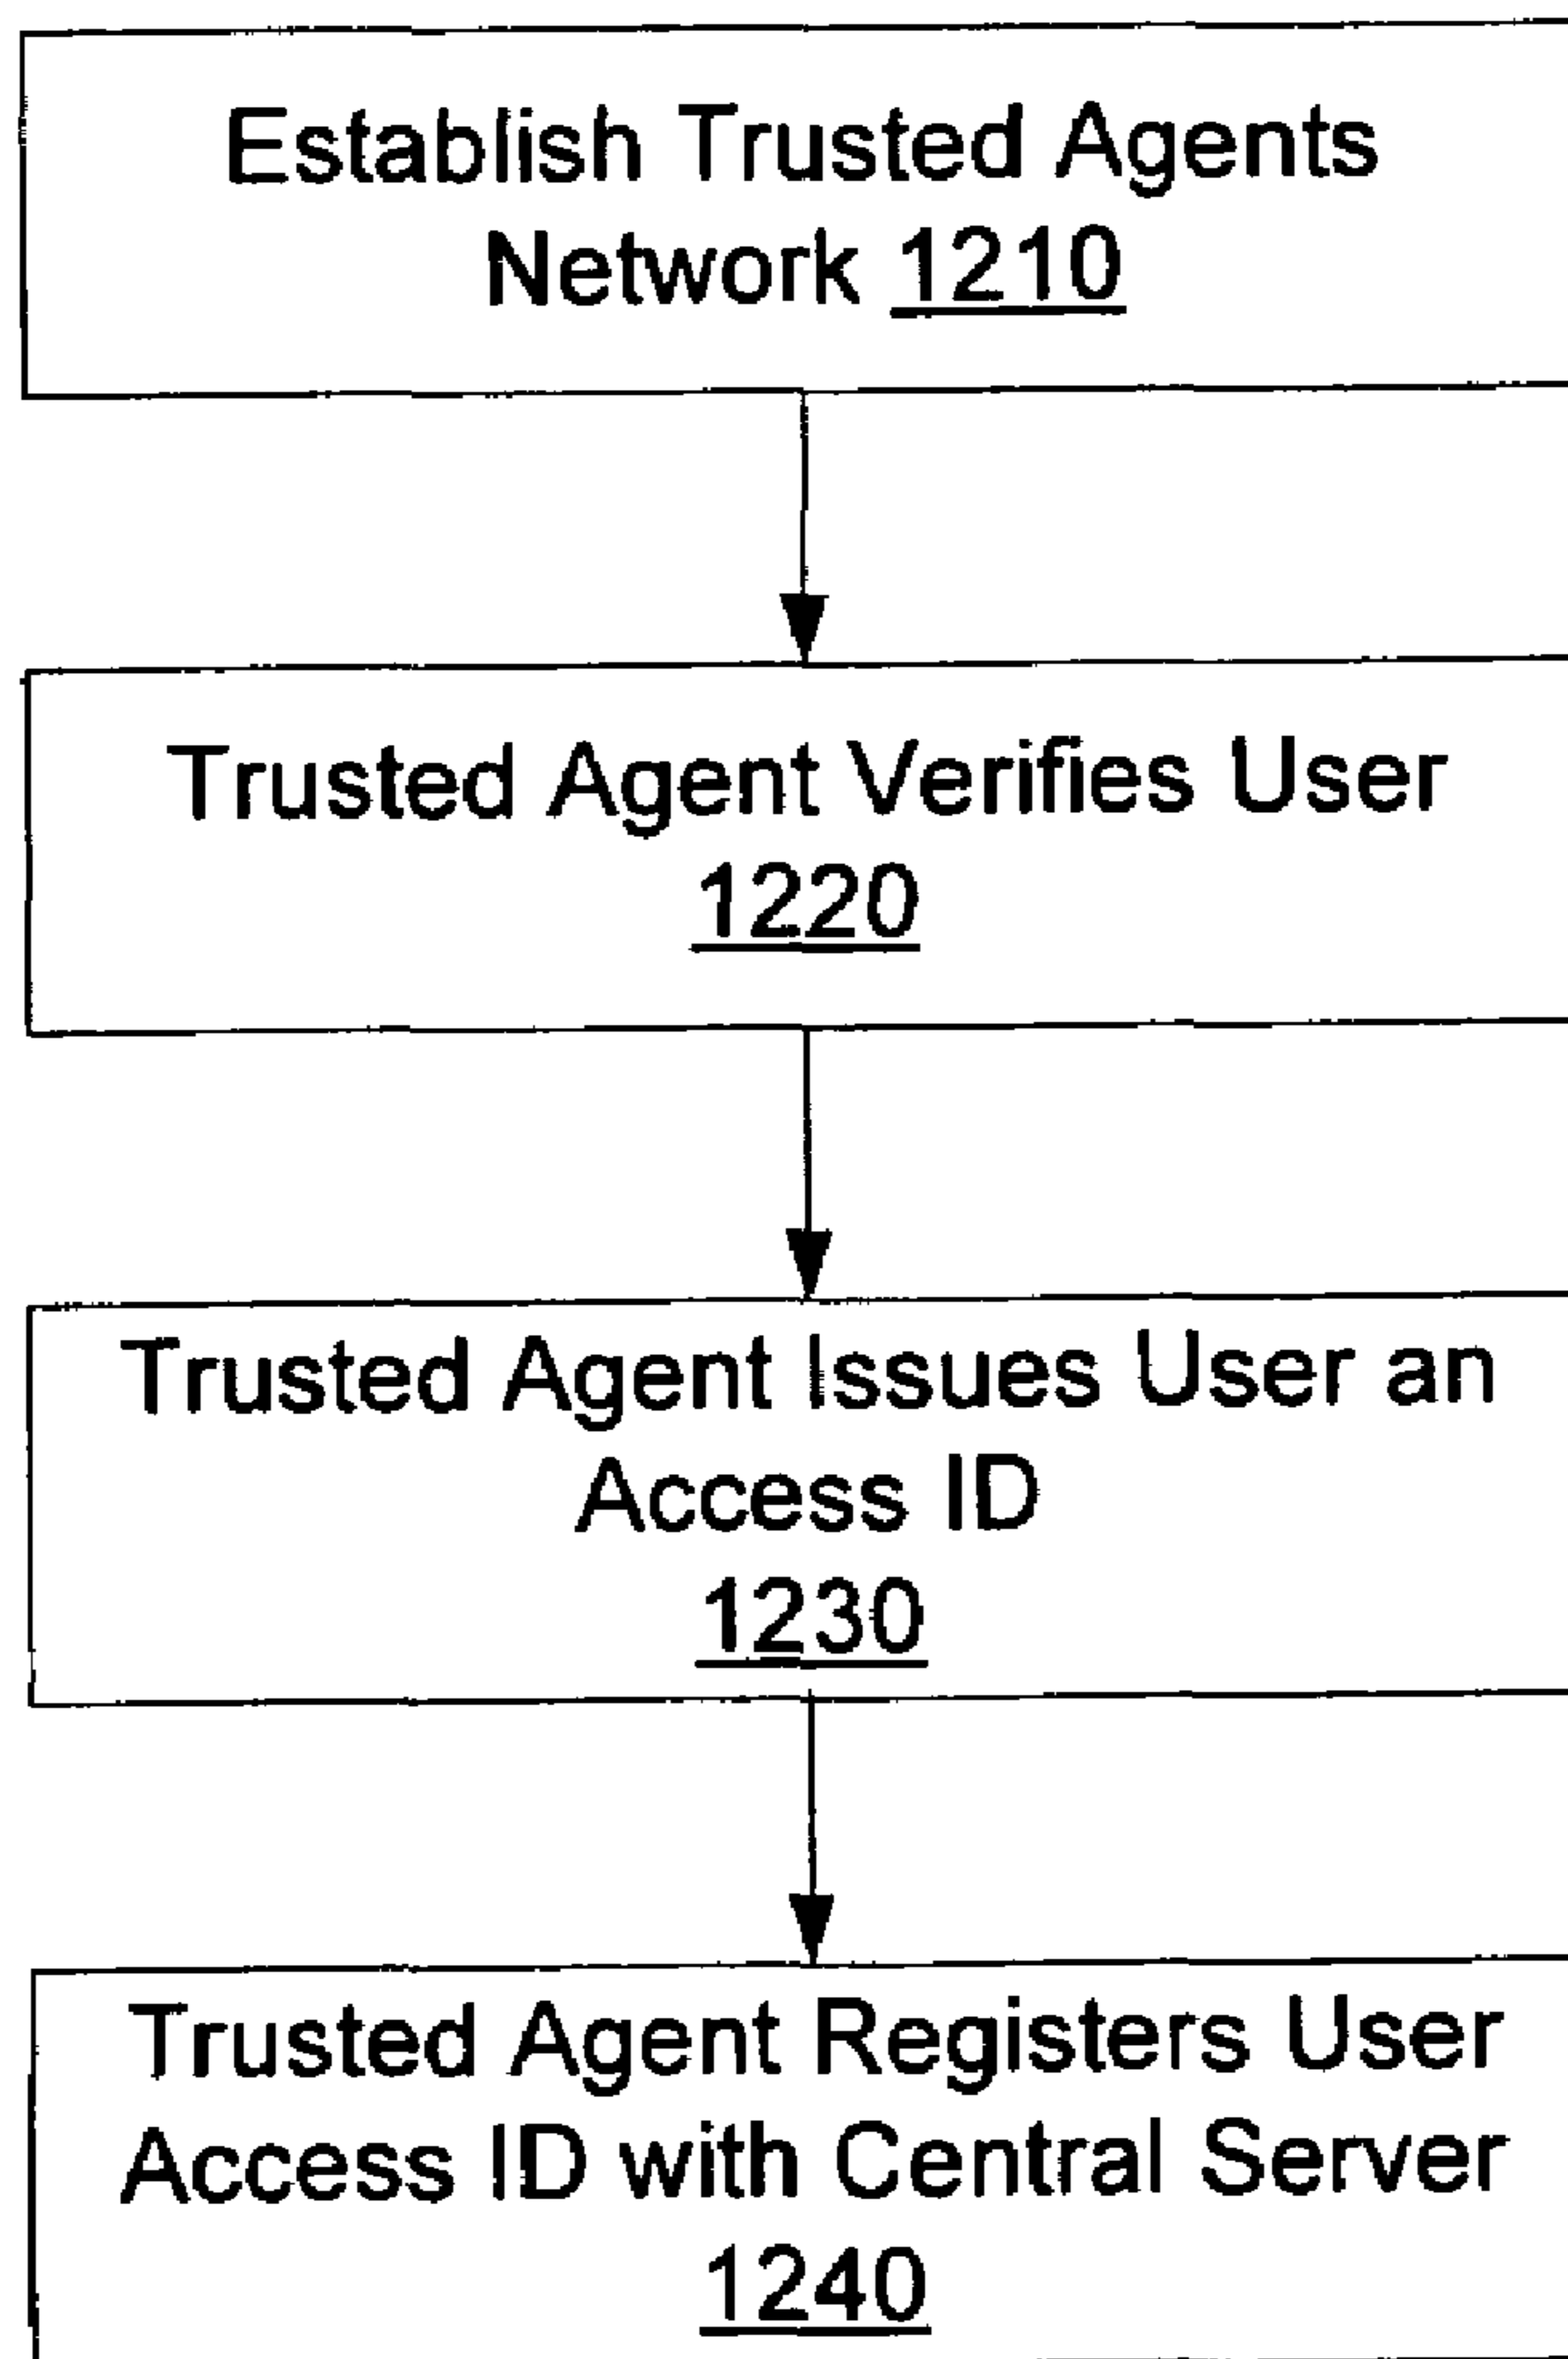 Establish Trusted Agents
Network 1210
Trusted Agent Verifies User
1220
Trusted Agent Issues User an
Access ID
1230
Trusted Agent Registers User
Access ID with Central Server
1240